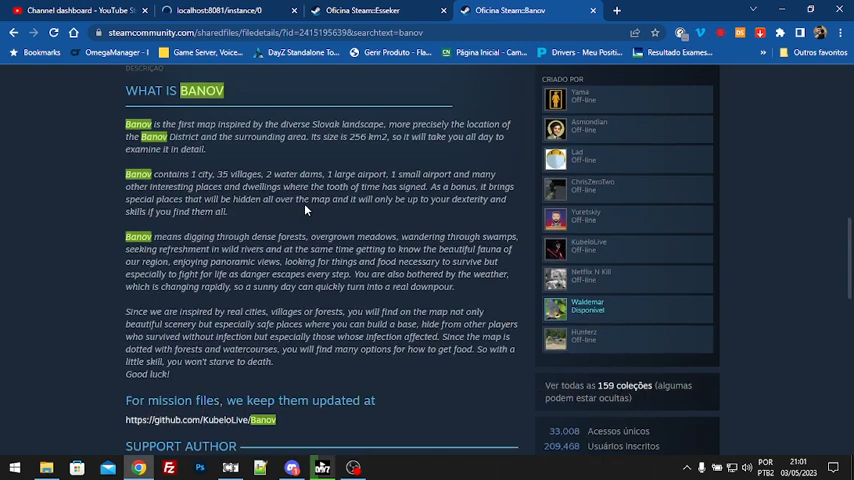 Channel dashboard - YouTube S
localhost:8081/instance/0
Oficina Steam::Esseker
Oficina Steam::Banov
steamcommunity.com/sharedfiles/filedetails/?id=2415195639&searchtext=banov
Bookmarks
OmegaManager - I
Game Server, Voice
DayZ Standalone To...
Gerir Produto - Fla...
Página Inicial - Cam...
Drivers - Meu Posi...
Resultado Exames...
Outros favoritos
DESCRIÇÃO
WHAT IS BANOV
Banov is the first map inspired by the diverse Slovak landscape, more precisely the location of
the Banov District and the surrounding area. Its size is 256 km2, so it will take you all day to
examine it in detail.
Banov contains 1 city, 35 villages, 2 water dams, 1 large airport, 1 small airport and many
other interesting places and dwellings where the tooth of time has signed. As a bonus, it brings
special places that will be hidden all over the map and it will only be up to your dexterity and
skills if you find them all.
Banov means digging through dense forests, overgrown meadows, wandering through swamps,
seeking refreshment in wild rivers and at the same time getting to know the beautiful fauna of
our region, enjoying panoramic views, looking for things and food necessary to survive but
especially to fight for life as danger escapes every step. You are also bothered by the weather,
which is changing rapidly, so a sunny day can quickly turn into a real downpour.
Since we are inspired by real cities, villages or forests, you will find on the map not only
beautiful scenery but especially safe places where you can build a base, hide from other players
who survived without infection but especially those whose infection affected. Since the map is
dotted with forests and watercourses, you will find many options for how to get food. So with a
little skill, you won't starve to death.
Good luck!
For mission files, we keep them updated at
https://github.com/KubeloLive/Banov
SUPPORT AUTHOR
CRIADO POR
Yama
Off-line
Asmondian
Off-line
Lad
Off-line
ChrisZeroTwo
Off-line
Yuretskiy
Off-line
KubeloLive
Off-line
Netflix N Kill
Off-line
Waldemar
Disponível
Hunterz
Off-line
Ver todas as 159 coleções (algumas
podem estar ocultas)
33,008 Acessos únicos
209,468 Usuários inscritos
POR
PTB2
21:01
03/05/2023